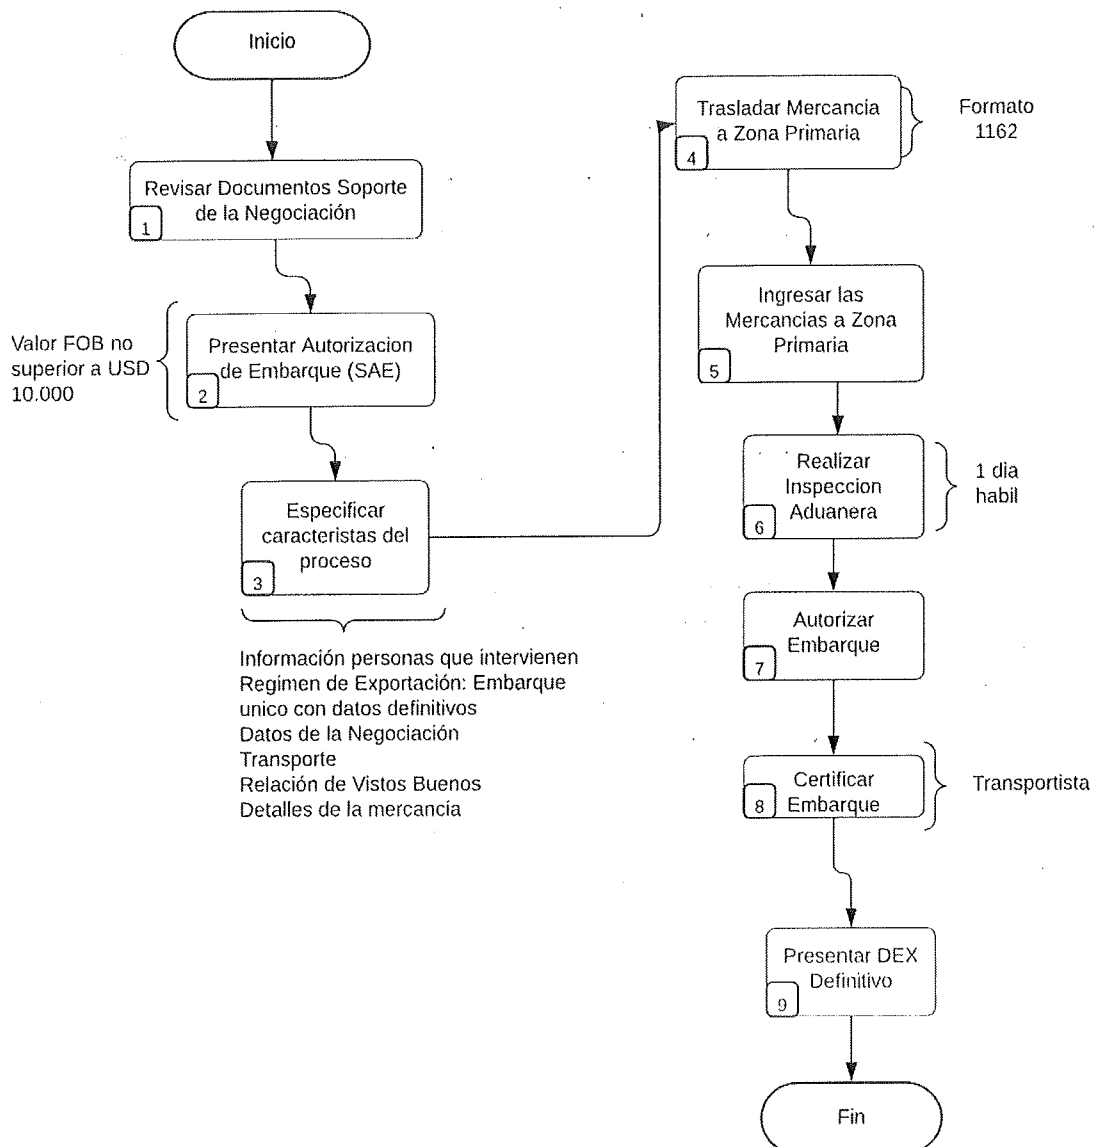 Inicio
Revisar Documentos Soporte
de la Negociación
1
Valor FOB no
superior a USD
10.000
Presentar Autorizacion
de Embarque (SAE)
2
Especificar
caracteristas del
proceso
3
Información personas que intervienen
Regimen de Exportación: Embarque
unico con datos definitivos
Datos de la Negociación
Transporte
Relación de Vistos Buenos
Detalles de la mercancia
Trasladar Mercancia
a Zona Primaria
4
Formato
1162
Ingresar las
Mercancias a Zona
Primaria
5
Realizar
Inspeccion
Aduanera
6
1 dia
habil
Autorizar
Embarque
7
Certificar
Embarque
8
Transportista
Presentar DEX
Definitivo
9
Fin